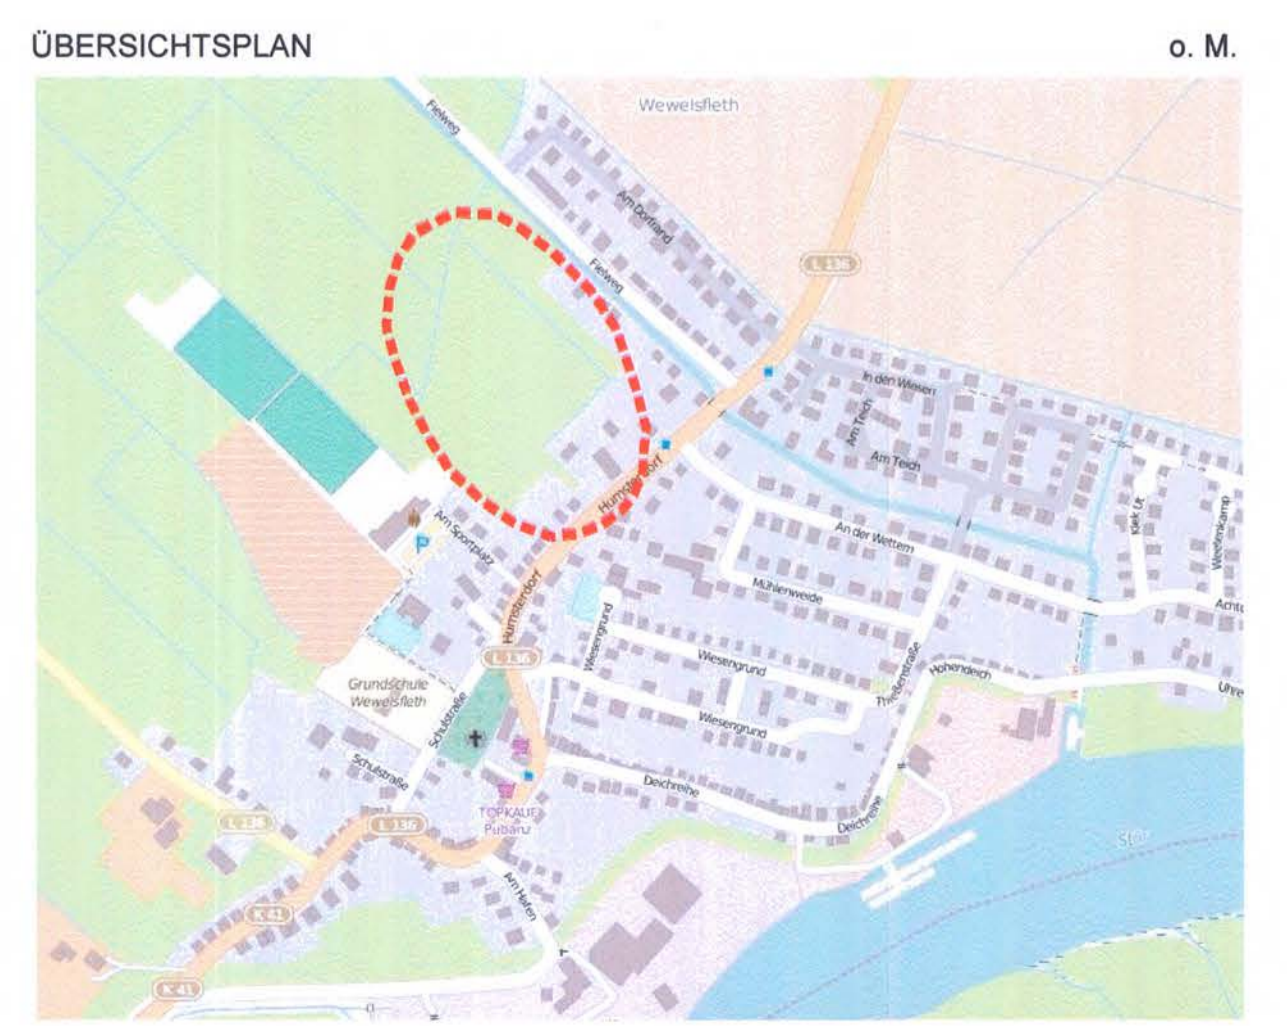 ÜBERSICHTSPLAN
o. M.
Fielweg
Wewelsfleth
Am Dorfrand
L 136
Fielweg
In den Wiesen
Am Teich
Am Teich
Humsterdorf
Am Sportplatz
P
An der Wettern
Kiek Ut
Mühlenweide
Humsterdorf
Wiesengrund
L 136
Wiesengrund
Hohendeich
Grundschule
Wewelsfleth
Schulstraße
Wiesengrund
Schulstraße
Deichreihe
Deichreihe
TOPKAUF
Stör
L 136
Am Hafen
K 41
K 41